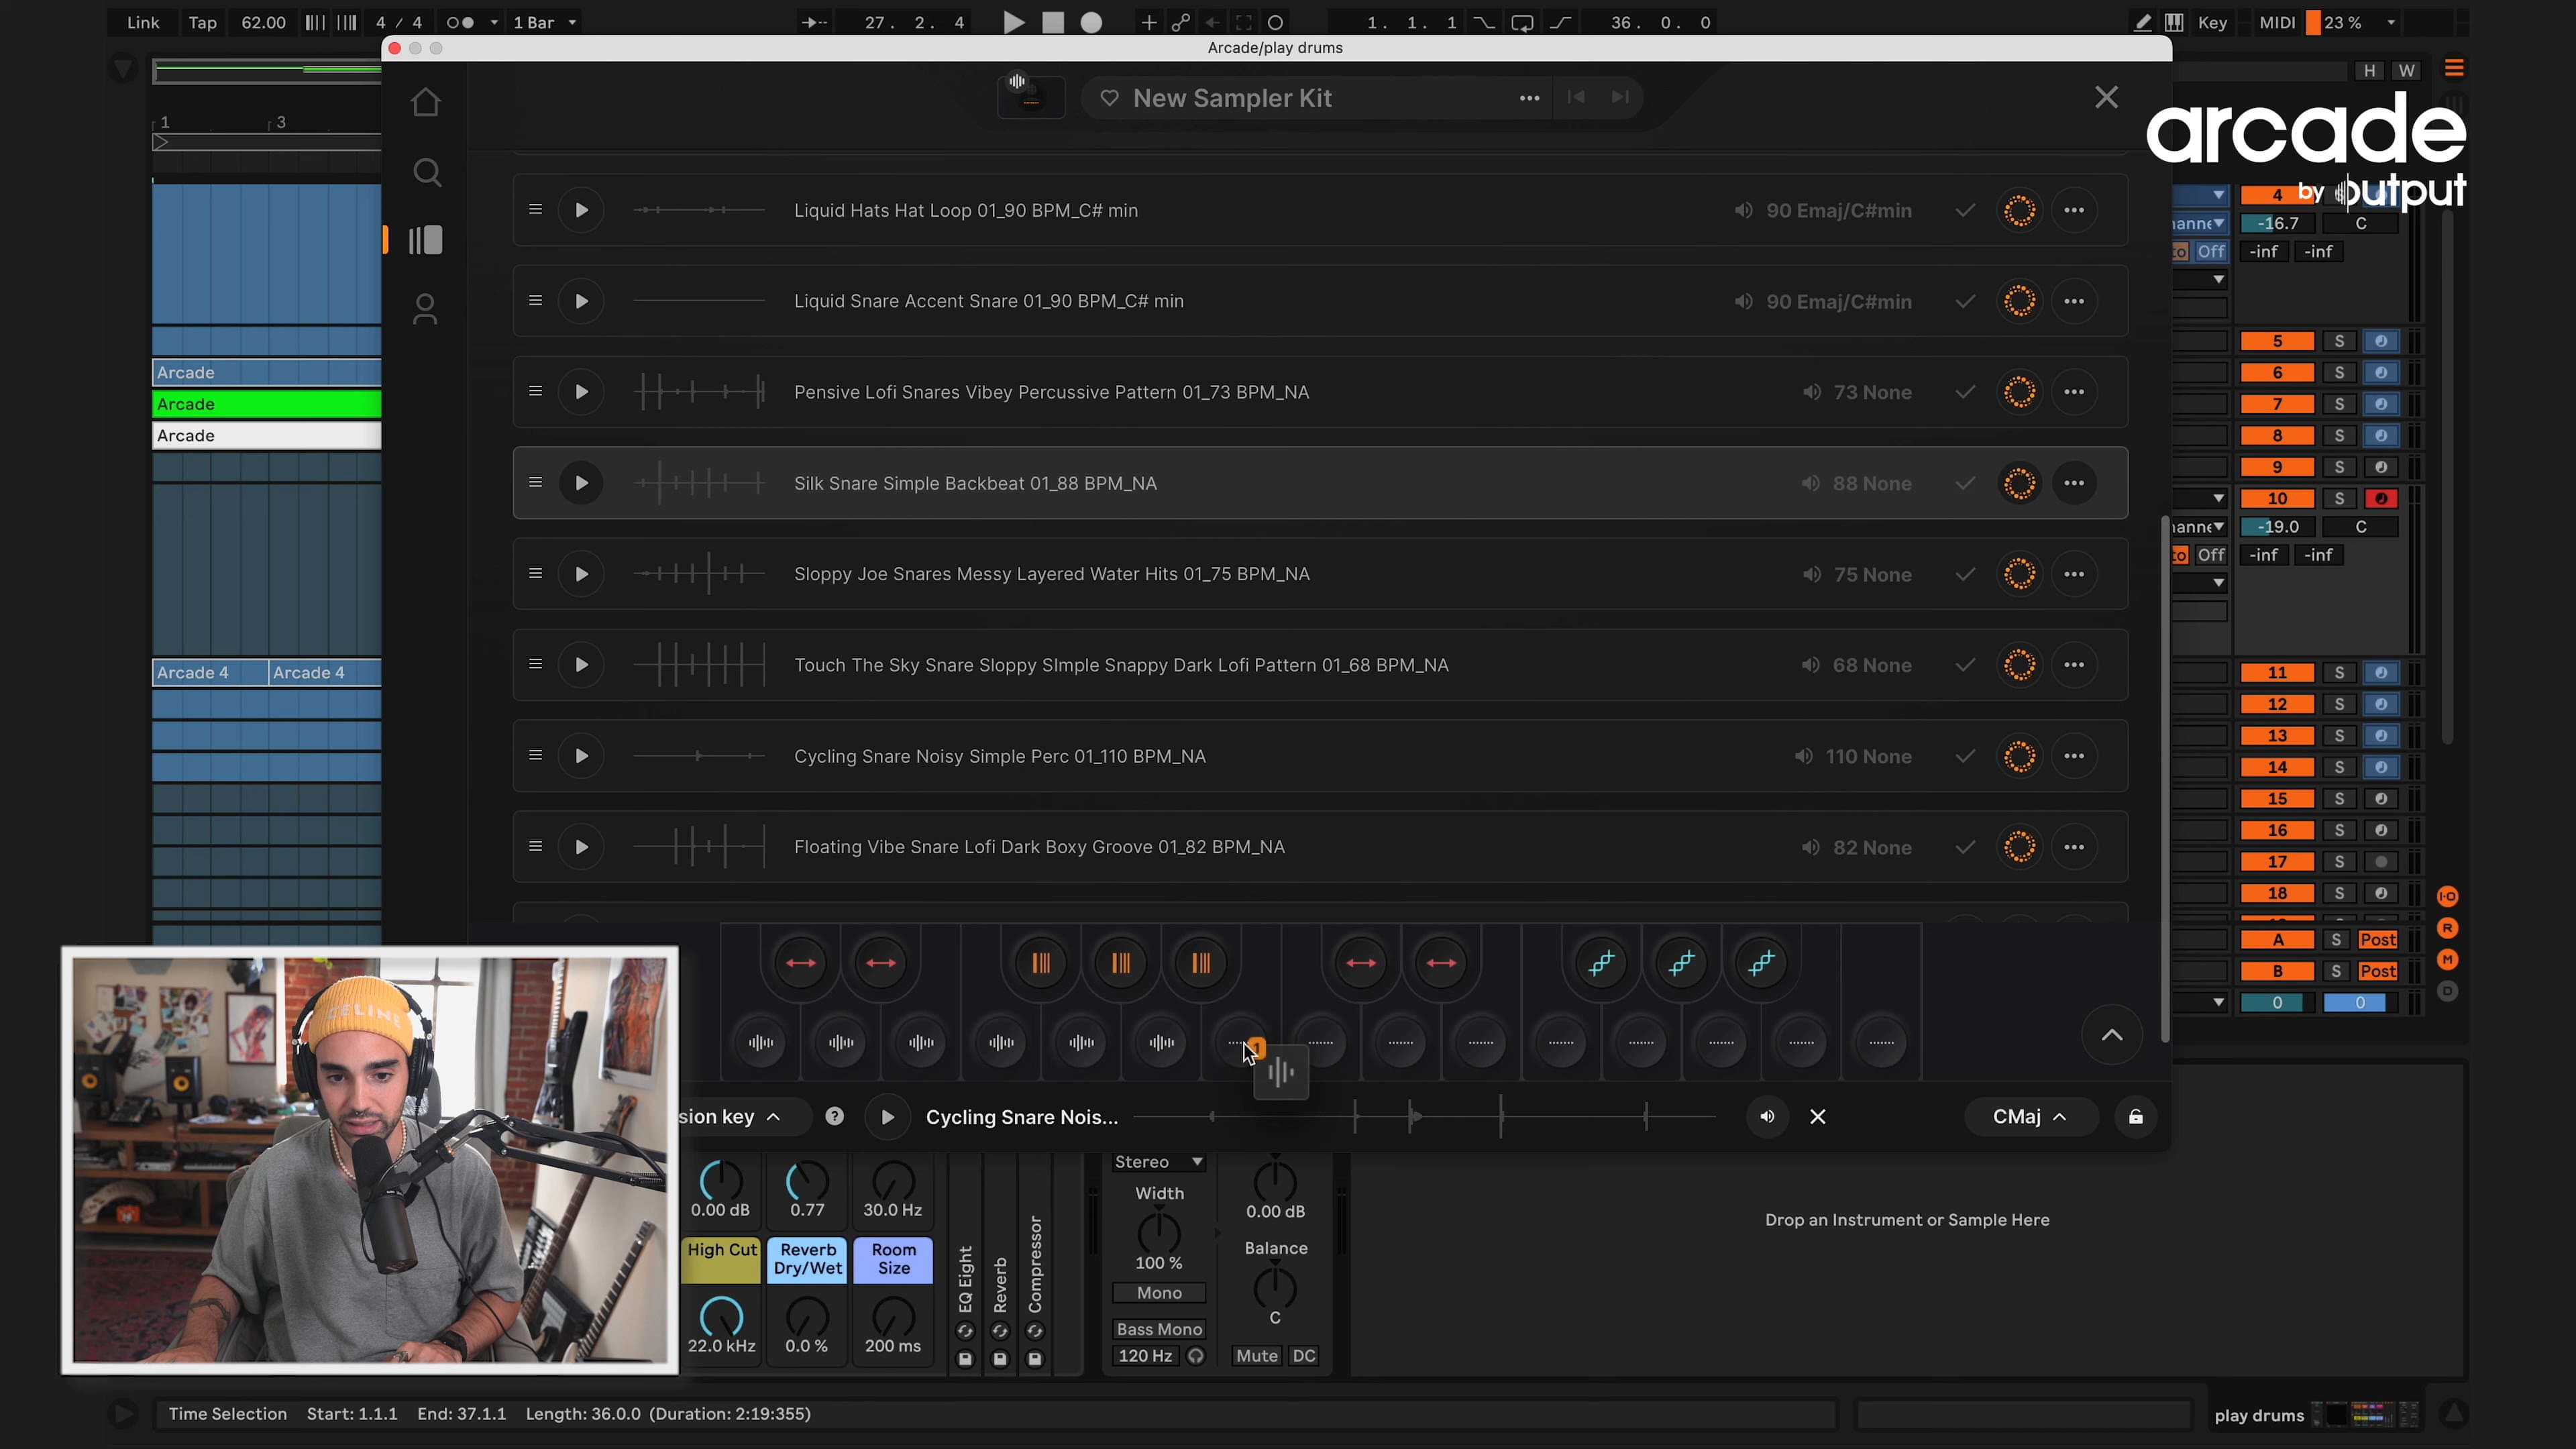 Link Tap 62.00 4 / 4 1 Bar 27. 2. 4 1. 1. 1 36. 0. 0 Key MIDI 23 %
Arcade/play drums
H W
New Sampler Kit
arcade
by output
1 3
Liquid Hats Hat Loop 01_90 BPM_C# min 90 Emaj/C#min
Liquid Snare Accent Snare 01_90 BPM_C# min 90 Emaj/C#min
Pensive Lofi Snares Vibey Percussive Pattern 01_73 BPM_NA 73 None
Silk Snare Simple Backbeat 01_88 BPM_NA 88 None
Sloppy Joe Snares Messy Layered Water Hits 01_75 BPM_NA 75 None
Touch The Sky Snare Sloppy SImple Snappy Dark Lofi Pattern 01_68 BPM_NA 68 None
Cycling Snare Noisy Simple Perc 01_110 BPM_NA 110 None
Floating Vibe Snare Lofi Dark Boxy Groove 01_82 BPM_NA 82 None
Arcade
Arcade
Arcade
Arcade 4 Arcade 4
4
-16.7 C
Off -inf -inf
5 S
6 S
7 S
8 S
9 S
10 S
-19.0 C
Off -inf -inf
11 S
12 S
13 S
14 S
15 S
16 S
17 S
18 S
A S Post
B S Post
0 0
I-O
R
M
D
1
sion key ? Cycling Snare Nois... CMaj
0.00 dB 0.77 30.0 Hz
High Cut Reverb Dry/Wet Room Size
22.0 kHz 0.0 % 200 ms
EQ Eight
Reverb
Compressor
Stereo
Width
100 %
Mono
Bass Mono
120 Hz
0.00 dB
Balance
C
Mute DC
Drop an Instrument or Sample Here
CELINE
Time Selection Start: 1.1.1 End: 37.1.1 Length: 36.0.0 (Duration: 2:19:355)
play drums